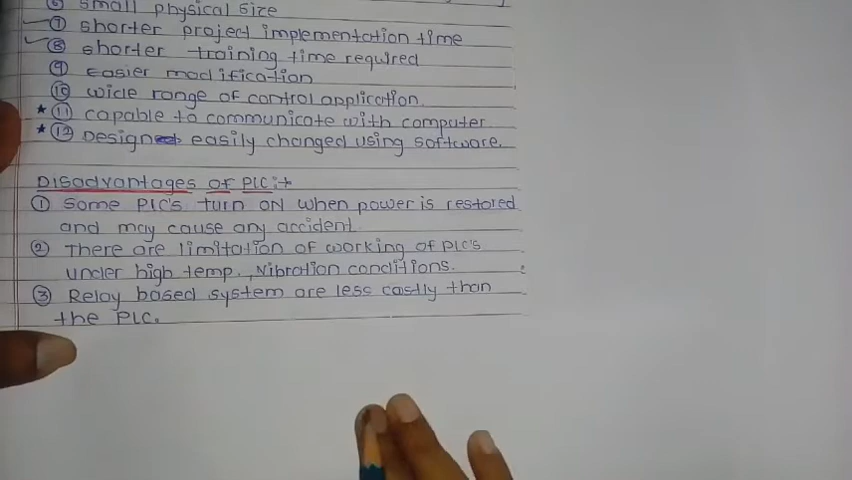 ⑥ small physical size
⑦ shorter project implementation time
⑧ shorter training time required
⑨ easier modification
⑩ wide range of control application.
★ ⑪ capable to communicate with computer
★ ⑫ Design easily changed using software.
Disadvantages of PLC:+
① Some PLC's turn ON when power is restored
and may cause any accident.
② There are limitation of working of PLC's
under high temp., vibration conditions.
③ Relay based system are less castly than
the PLC.